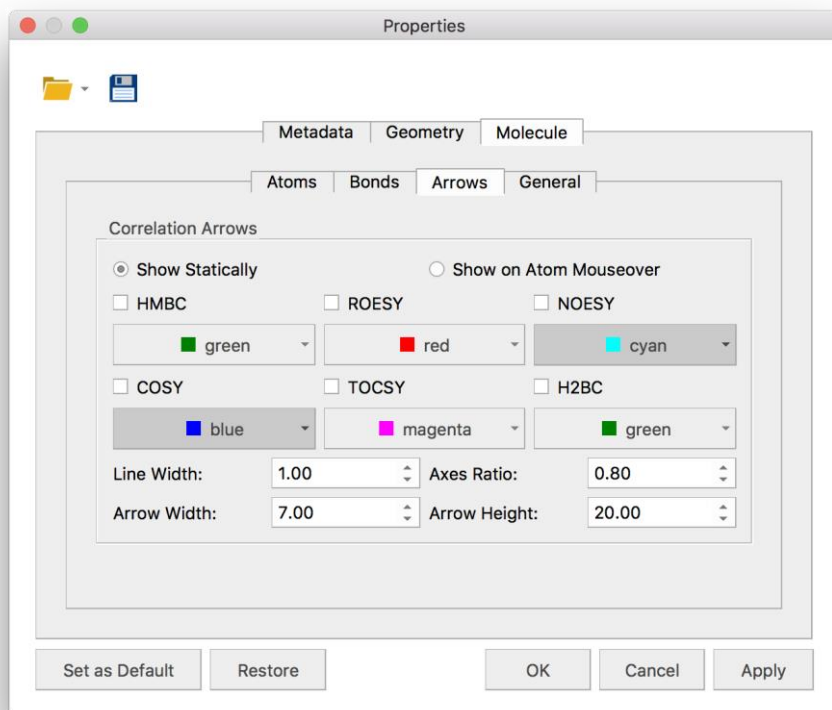 Properties
Metadata Geometry Molecule
Atoms Bonds Arrows General
Correlation Arrows
Show Statically Show on Atom Mouseover
HMBC ROESY NOESY
green red cyan
COSY TOCSY H2BC
blue magenta green
Line Width: 1.00 Axes Ratio: 0.80
Arrow Width: 7.00 Arrow Height: 20.00
Set as Default Restore OK Cancel Apply